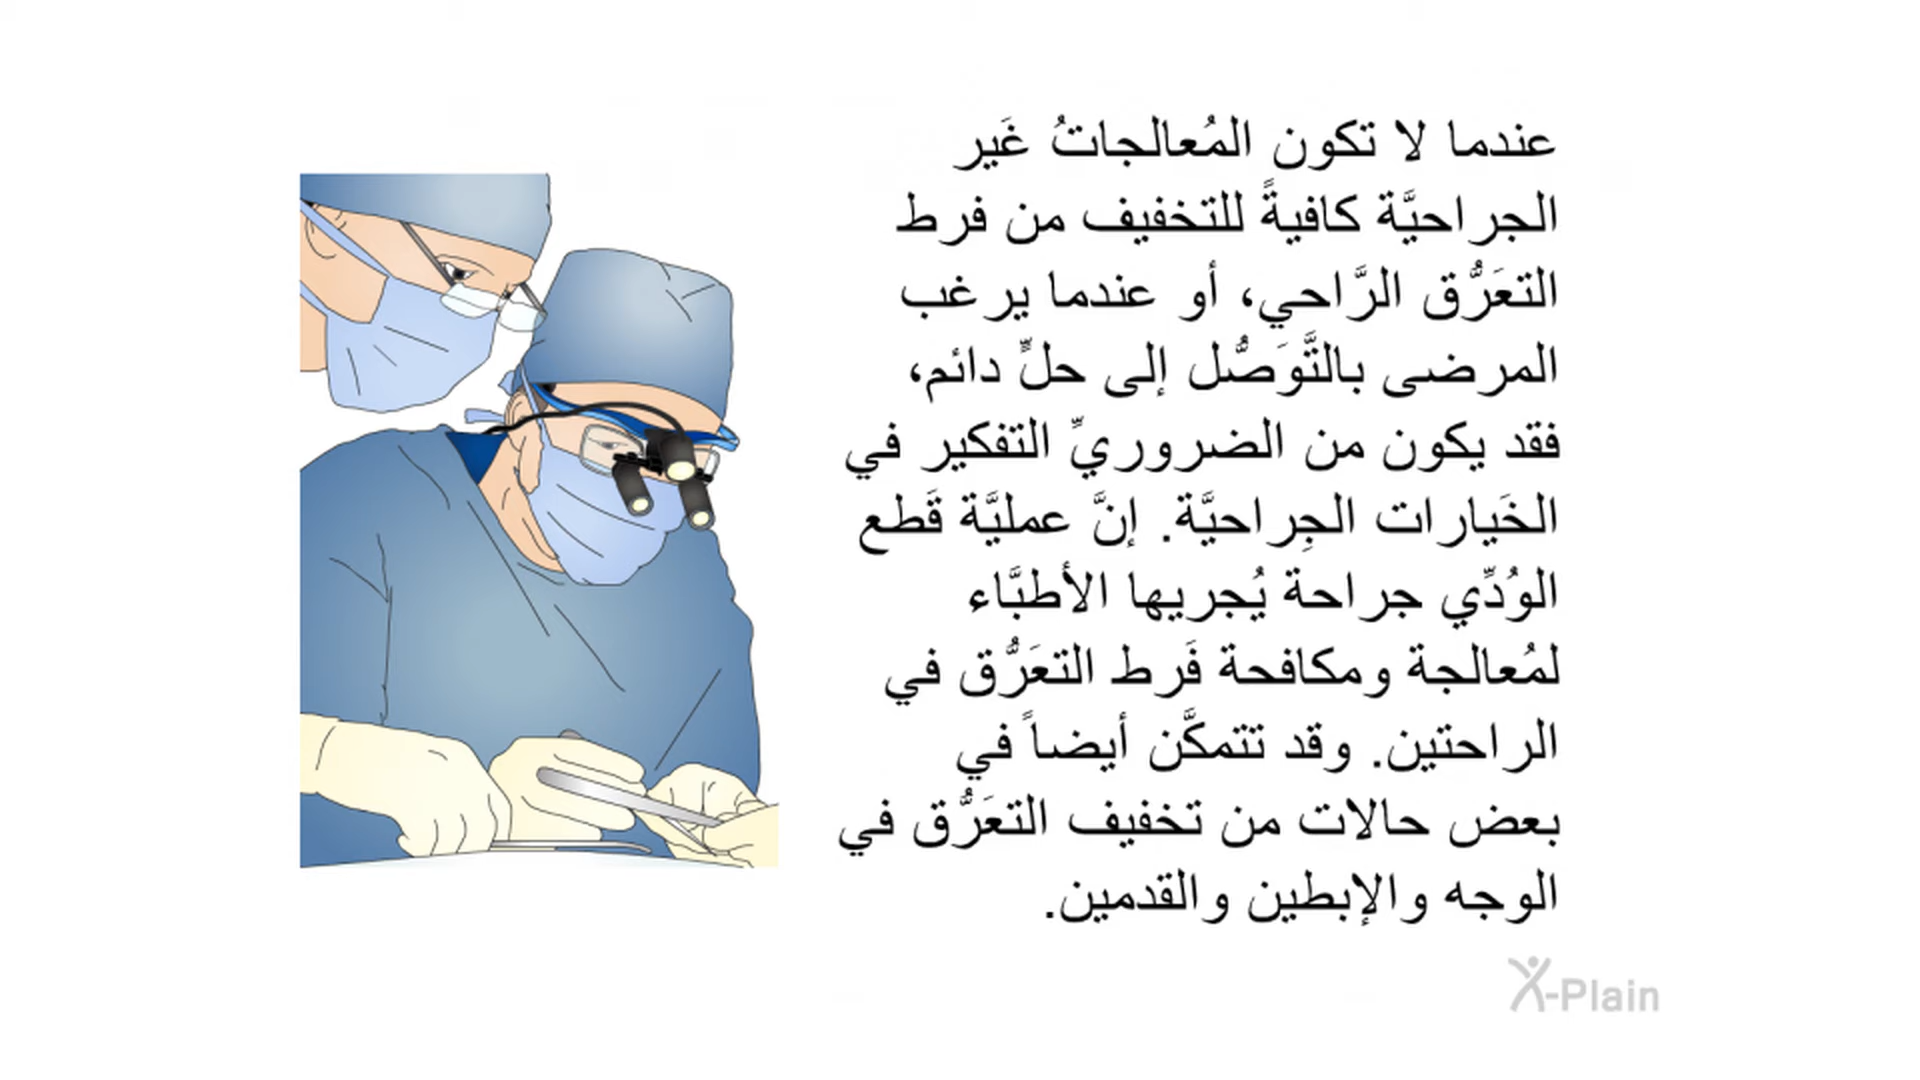 عندما لا تكون المُعالجاتُ غَير
الجراحيَّة كافيةً للتخفيف من فرط
التعَرُّق الرَّاحي، أو عندما يرغب
المرضى بالتَّوَصُّل إلى حلٍّ دائم،
فقد يكون من الضروريِّ التفكير في
الخَيارات الجِراحيَّة. إنَّ عمليَّة قَطع
الوُدِّي جراحة يُجريها الأطبَّاء
لمُعالجة ومكافحة فَرط التعَرُّق في
الراحتين. وقد تتمكَّن أيضاً في
بعض حالات من تخفيف التعَرُّق في
الوجه والإبطين والقدمين.
X-Plain